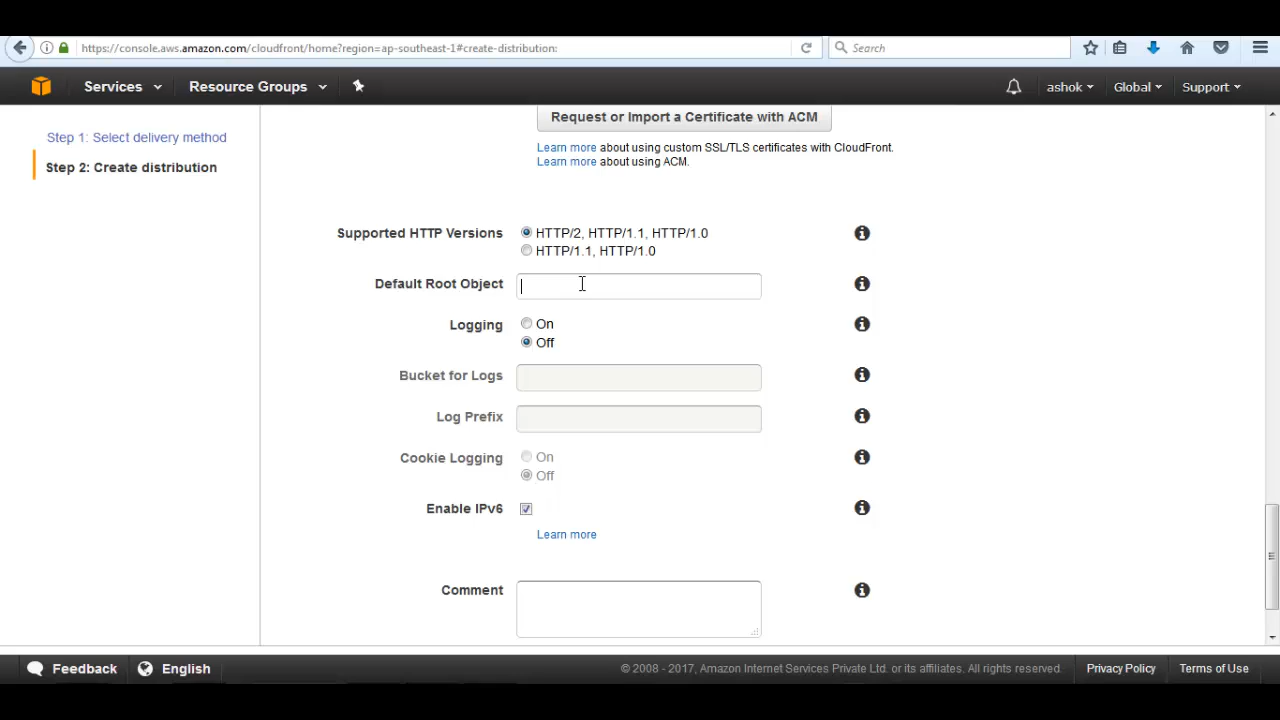 https://console.aws.amazon.com/cloudfront/home?region=ap-southeast-1#create-distribution:
Search
Services
Resource Groups
ashok
Global
Support
Step 1: Select delivery method
Step 2: Create distribution
Request or Import a Certificate with ACM
Learn more about using custom SSL/TLS certificates with CloudFront.
Learn more about using ACM.
Supported HTTP Versions
HTTP/2, HTTP/1.1, HTTP/1.0
HTTP/1.1, HTTP/1.0
Default Root Object
Logging
On
Off
Bucket for Logs
Log Prefix
Cookie Logging
On
Off
Enable IPv6
Learn more
Comment
Feedback
English
© 2008 - 2017, Amazon Internet Services Private Ltd. or its affiliates. All rights reserved.
Privacy Policy
Terms of Use